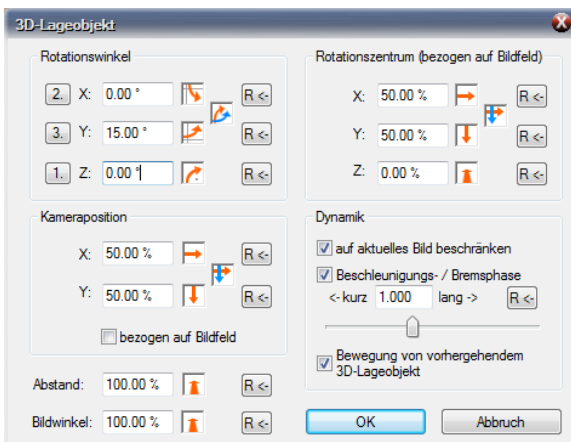 3D-Lageobjekt
Rotationswinkel
2. X: 0.00 ° R <-
3. Y: 15.00 ° R <-
1. Z: 0.00 ° R <-
Rotationszentrum (bezogen auf Bildfeld)
X: 50.00 % R <-
Y: 50.00 % R <-
Z: 0.00 % R <-
Kameraposition
X: 50.00 % R <-
Y: 50.00 % R <-
bezogen auf Bildfeld
Abstand: 100.00 % R <-
Bildwinkel: 100.00 % R <-
Dynamik
auf aktuelles Bild beschränken
Beschleunigungs- / Bremsphase
<- kurz 1.000 lang -> R <-
Bewegung von vorhergehendem
3D-Lageobjekt
OK Abbruch